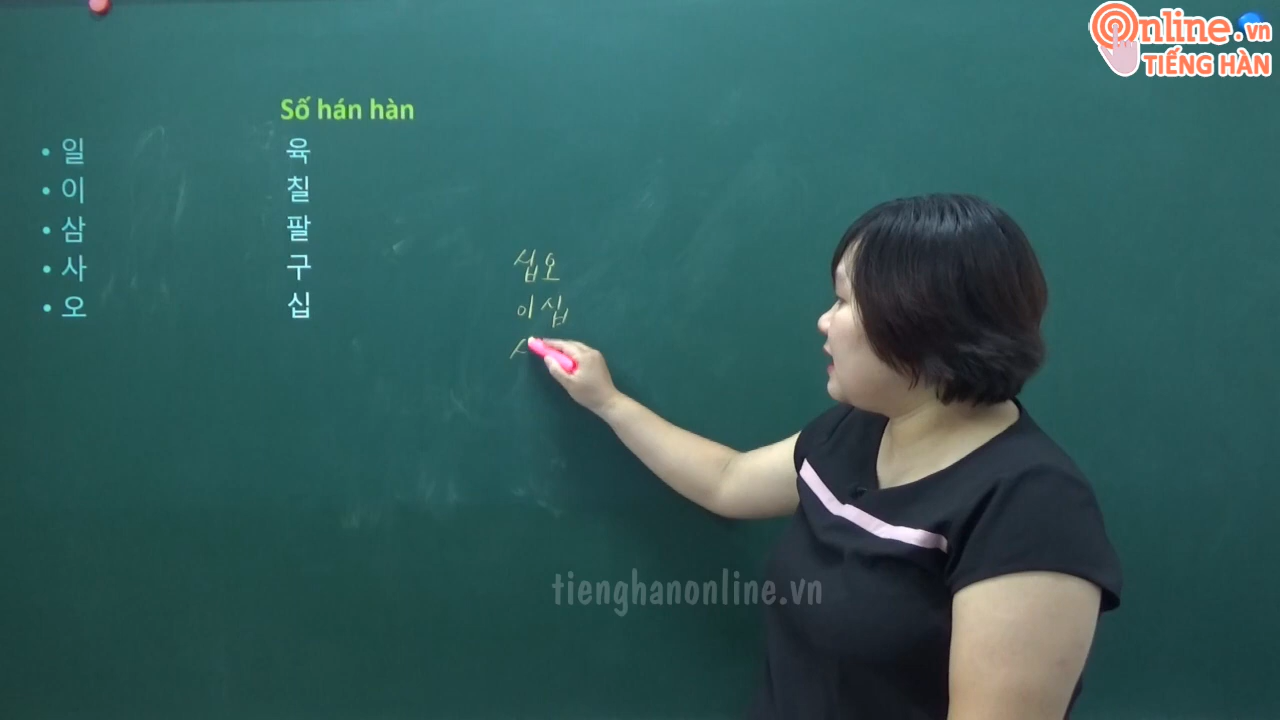 Online.vn
TIẾNG HÀN
Số hán hàn
• 일
• 이
• 삼
• 사
• 오
육
칠
팔
구
십
십오
이십
tienghanonline.vn